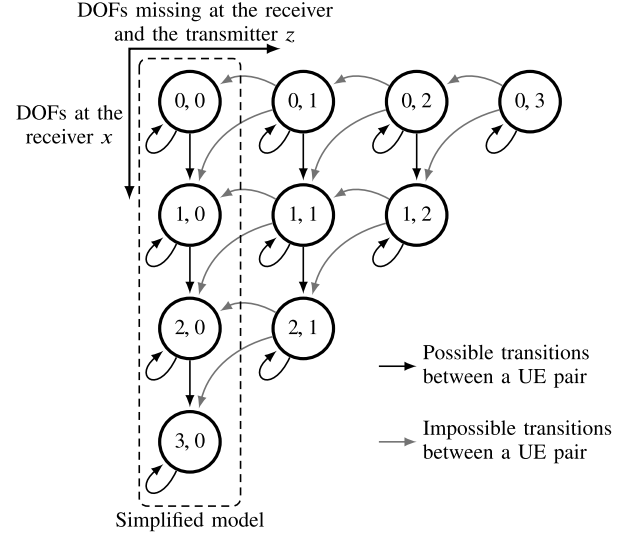 DOFs missing at the receiver
and the transmitter z
DOFs at the
receiver x
0, 0
0, 1
0, 2
0, 3
1, 0
1, 1
1, 2
2, 0
2, 1
3, 0
Possible transitions
between a UE pair
Impossible transitions
between a UE pair
Simplified model